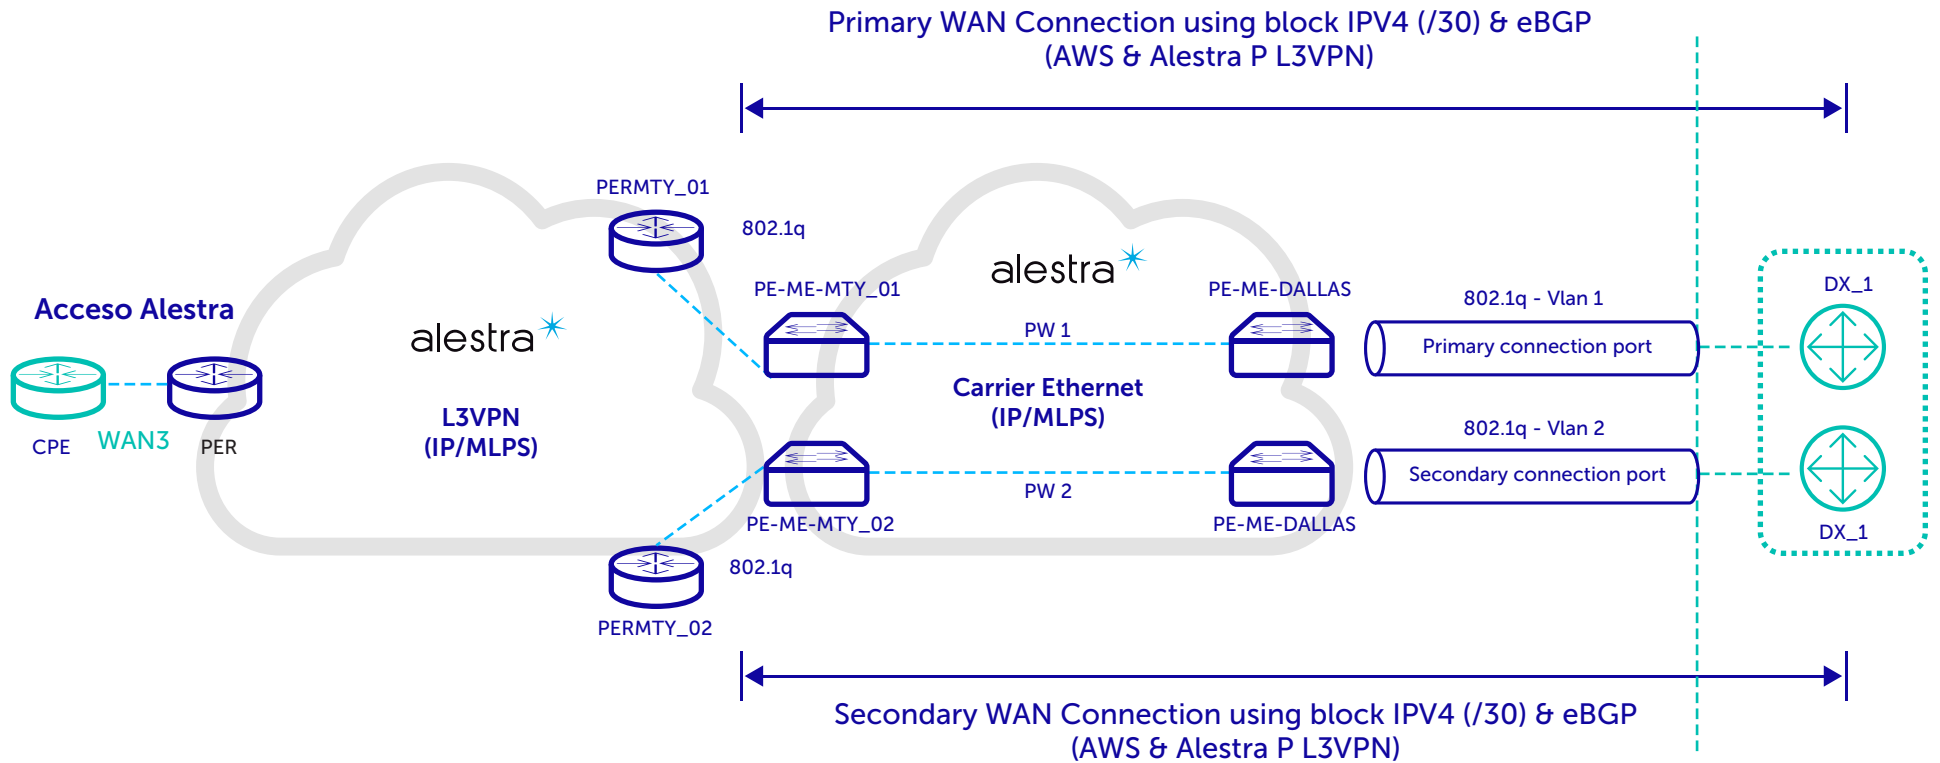 Primary WAN Connection using block IPV4 (/30) & eBGP
(AWS & Alestra P L3VPN)
PERMTY_01
802.1q
alestra
PE-ME-MTY_01
PE-ME-DALLAS
802.1q - Vlan 1
DX_1
Acceso Alestra
alestra
PW 1
Primary connection port
Carrier Ethernet
(IP/MLPS)
L3VPN
(IP/MLPS)
CPE
WAN3
PER
802.1q - Vlan 2
Secondary connection port
PW 2
PE-ME-MTY_02
PE-ME-DALLAS
DX_1
802.1q
PERMTY_02
Secondary WAN Connection using block IPV4 (/30) & eBGP
(AWS & Alestra P L3VPN)